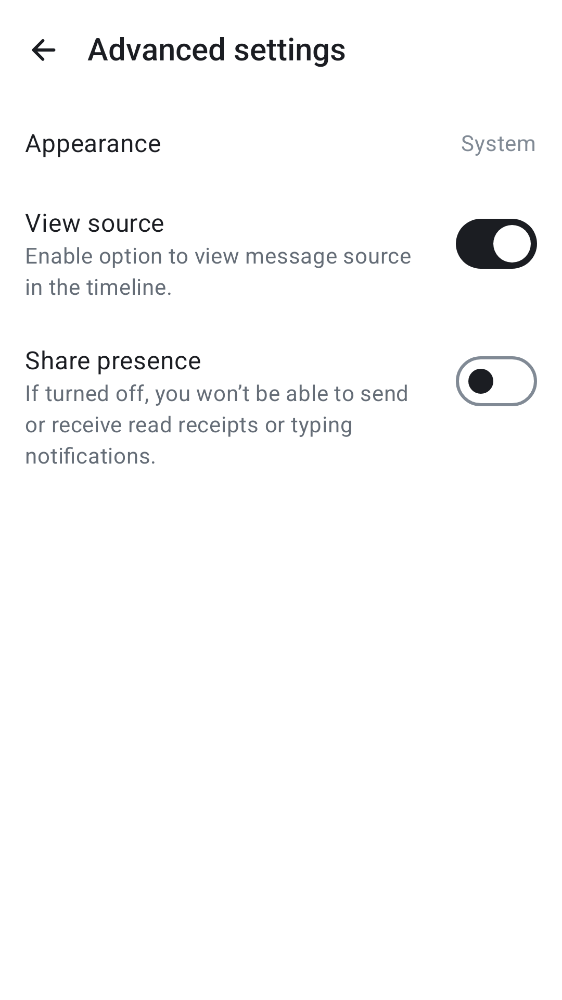 Advanced settings
Appearance
System
View source
Enable option to view message source
in the timeline.
Share presence
If turned off, you won’t be able to send
or receive read receipts or typing
notifications.